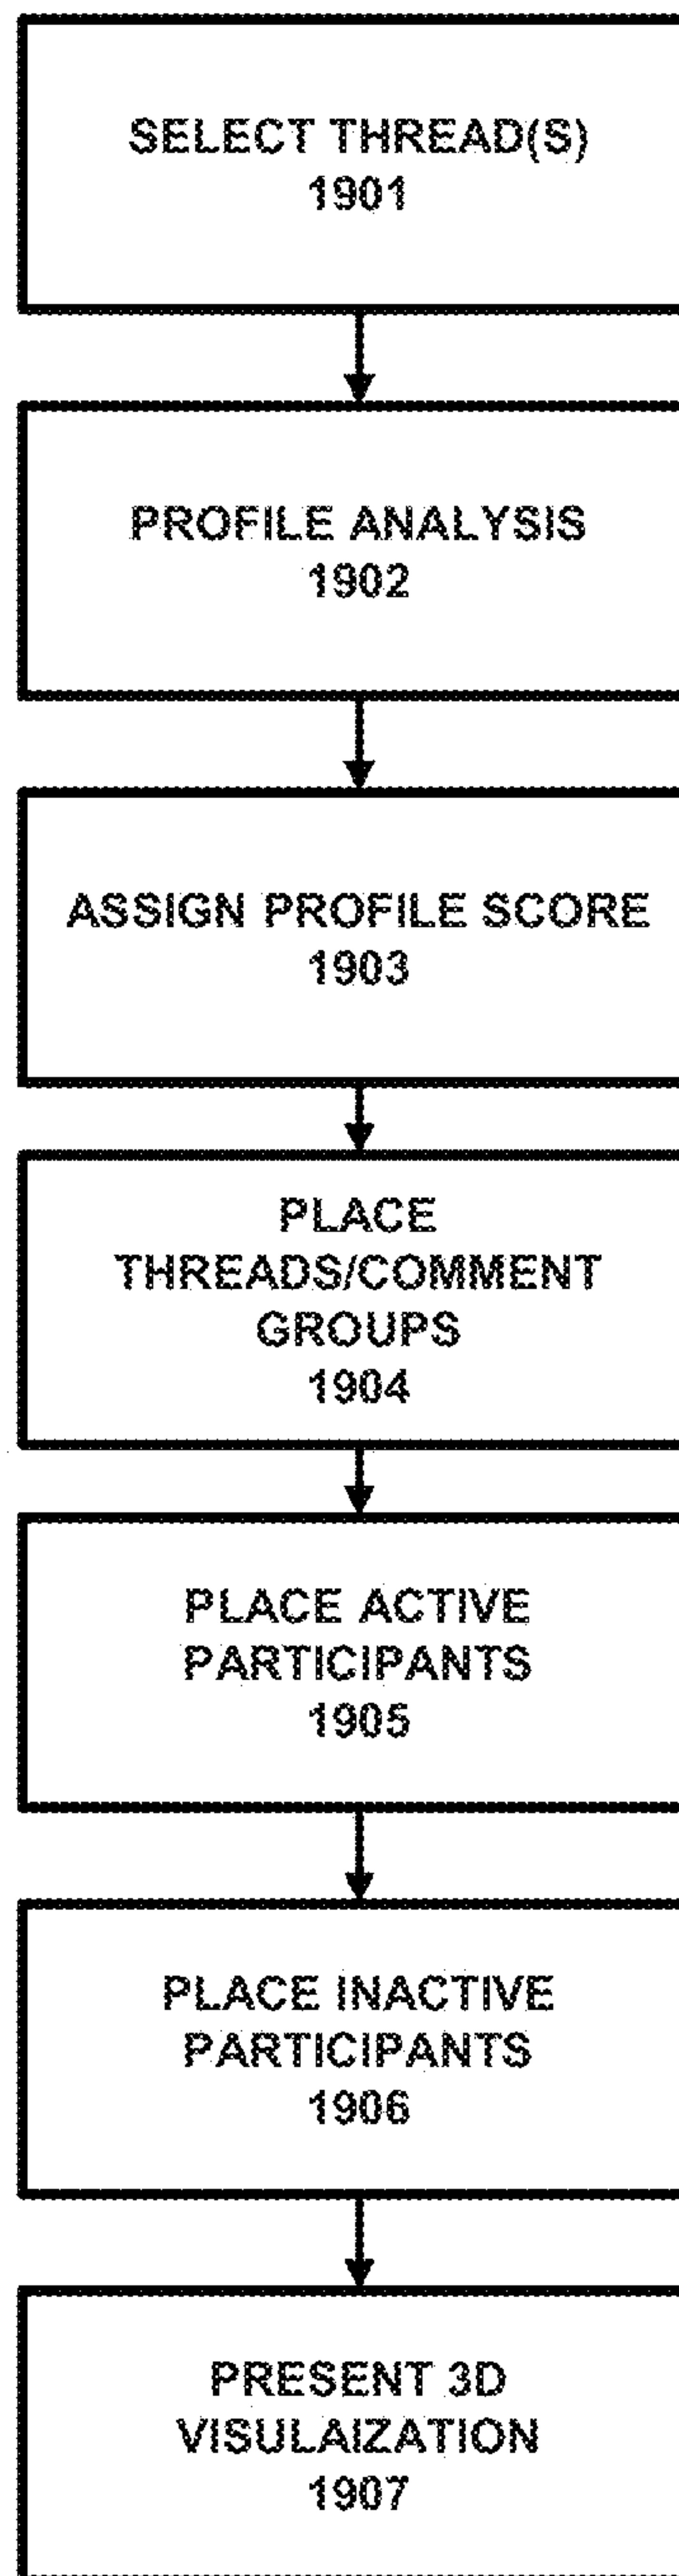 SELECT THREAD(S)
1901
PROFILE ANALYSIS
1902
ASSIGN PROFILE SCORE
1903
PLACE
THREADS/COMMENT
GROUPS
1904
PLACE ACTIVE
PARTICIPANTS
1905
PLACE INACTIVE
PARTICIPANTS
1906
PRESENT 3D
VISULAIZATION
1907